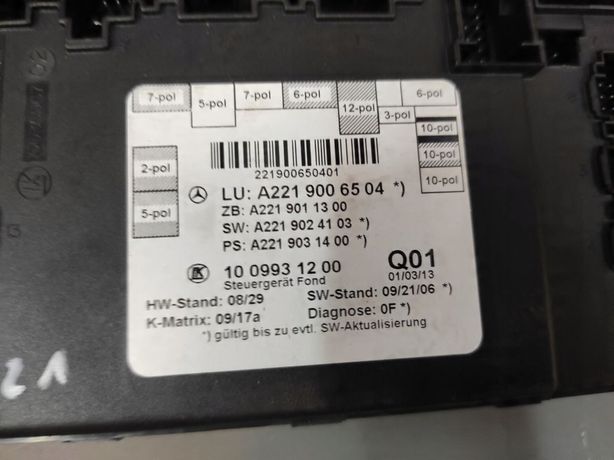 7-pol
5-pol
7-pol
6-pol
12-pol
3-pol
6-pol
10-pol
10-pol
10-pol
2-pol
5-pol
221900650401
LU: A221 900 65 04 *)
ZB: A221 901 13 00
SW: A221 902 41 03 *)
PS: A221 903 14 00 *)
10 0993 12 00
Steuergerät Fond
Q01
01/03/13
HW-Stand: 08/29
SW-Stand: 09/21/06 *)
K-Matrix: 09/17a
Diagnose: 0F *)
*) gültig bis zu evtl. SW-Aktualisierung
21